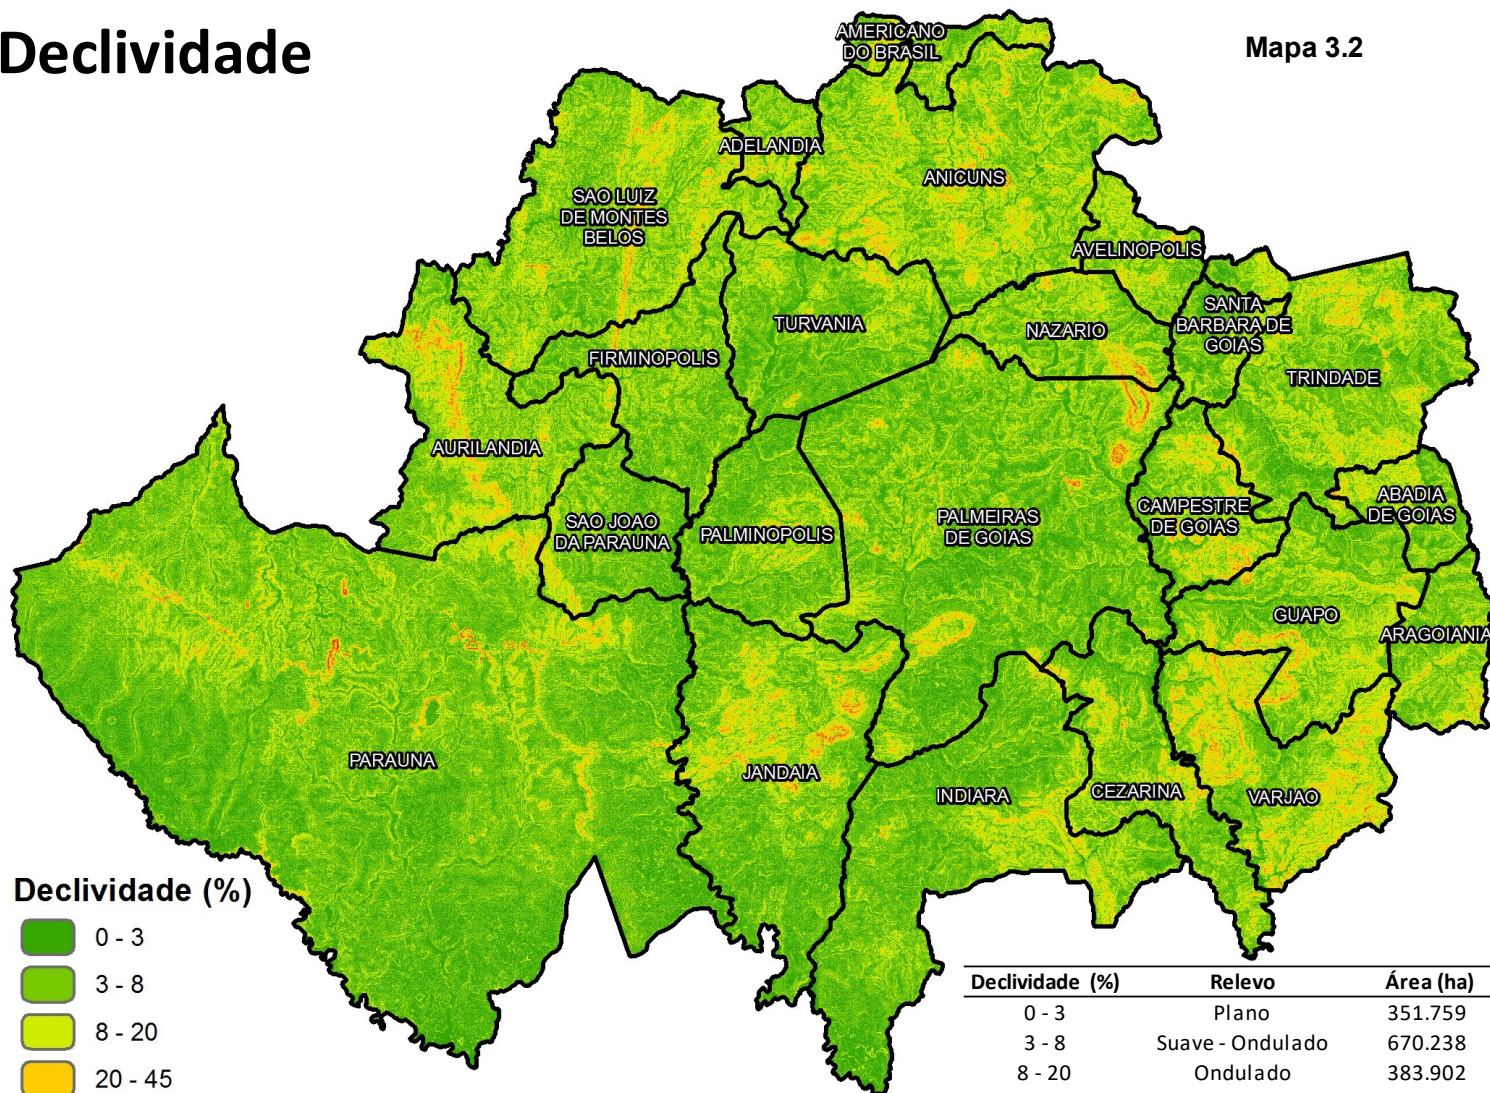 Declividade
Mapa 3.2
AMERICANO
DO BRASIL
ADELANDIA
ANICUNS
SAO LUIZ
DE MONTES
BELOS
AVELINOPOLIS
SANTA
BARBARA DE
GOIAS
TURVANIA
NAZARIO
FIRMINOPOLIS
TRINDADE
AURILANDIA
ABADIA
DE GOIAS
CAMPESTRE
DE GOIAS
SAO JOAO
DA PARAUNA
PALMINOPOLIS
PALMEIRAS
DE GOIAS
GUAPO
ARAGOIANIA
PARAUNA
JANDAIA
INDIARA
CEZARINA
VARJAO
Declividade (%)
0 - 3
3 - 8
8 - 20
20 - 45
Declividade (%) Relevo Área (ha)
0 - 3 Plano 351.759
3 - 8 Suave - Ondulado 670.238
8 - 20 Ondulado 383.902